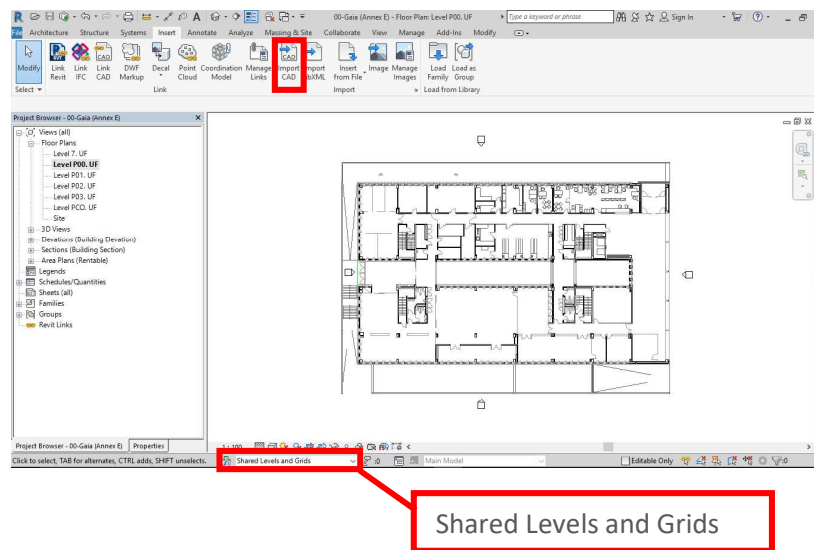 00-Gaia (Annex E) - Floor Plan: Level P00. UF
Type a keyword or phrase
Sign In
File Architecture Structure Systems Insert Annotate Analyze Massing & Site Collaborate View Manage Add-Ins Modify
Modify
Link Revit
Link IFC
Link CAD
DWF Markup
Decal
Point Cloud
Coordination Model
Manage Links
Import CAD
Import gbXML
Insert from File
Image
Manage Images
Load Family
Load as Group
Select
Link
Import
Load from Library
Project Browser - 00-Gaia (Annex E)
Views (all)
Floor Plans
Level 7. UF
Level P00. UF
Level P01. UF
Level P02. UF
Level P03. UF
Level PCO. UF
Site
3D Views
Elevations (Building Elevation)
Sections (Building Section)
Area Plans (Rentable)
Legends
Schedules/Quantities
Sheets (all)
Families
Groups
Revit Links
Project Browser - 00-Gaia (Annex E) Properties
1 : 100
Click to select, TAB for alternates, CTRL adds, SHIFT unselects.
Shared Levels and Grids
:0
Main Model
Editable Only
:0
Shared Levels and Grids